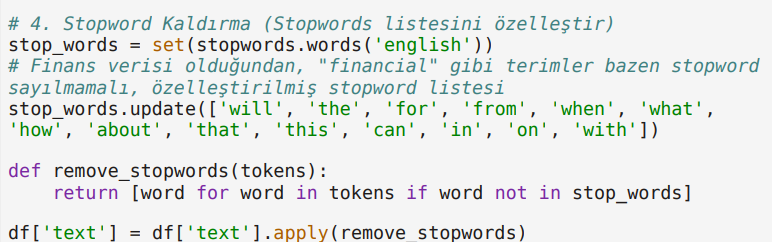 # 4. Stopword Kaldırma (Stopwords listesini özelleştir)
stop_words = set(stopwords.words('english'))
# Finans verisi olduğundan, "financial" gibi terimler bazen stopword
sayılmamalı, özelleştirilmiş stopword listesi
stop_words.update(['will', 'the', 'for', 'from', 'when', 'what',
'how', 'about', 'that', 'this', 'can', 'in', 'on', 'with'])
def remove_stopwords(tokens):
    return [word for word in tokens if word not in stop_words]
df['text'] = df['text'].apply(remove_stopwords)